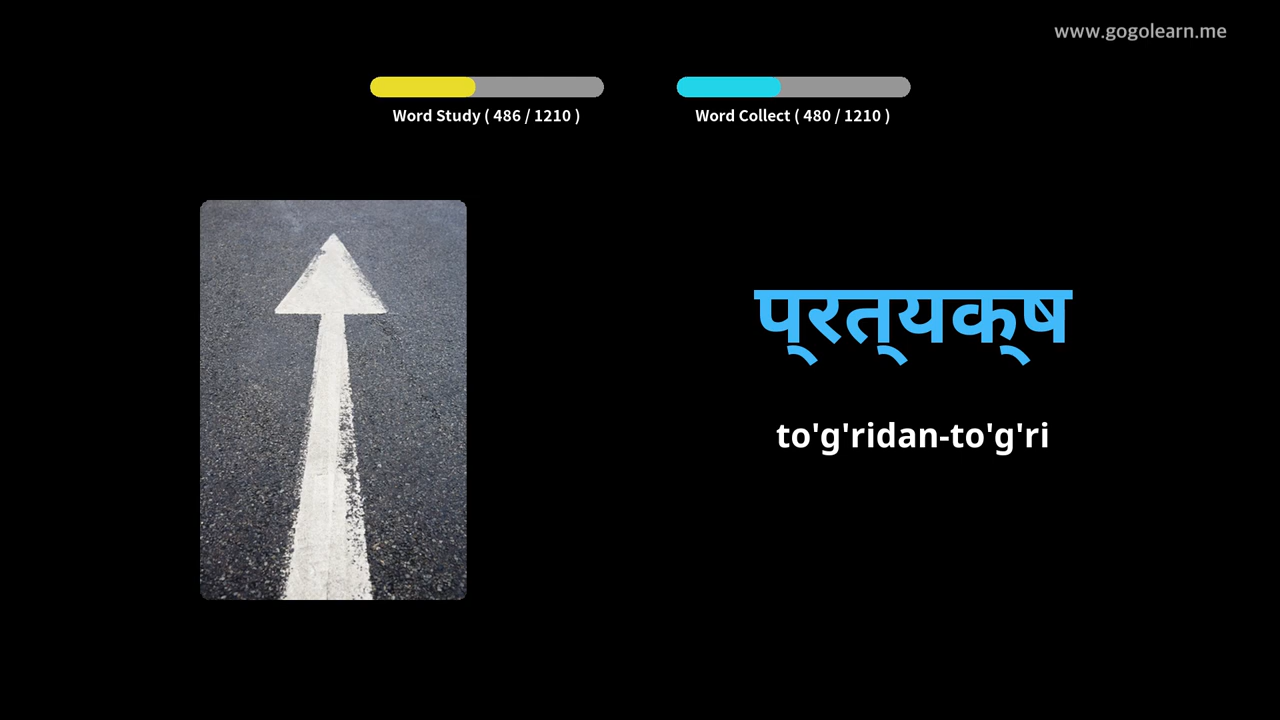 www.gogolearn.me
Word Study ( 486 / 1210 )
Word Collect ( 480 / 1210 )
प्रत्यक्ष
to'g'ridan-to'g'ri